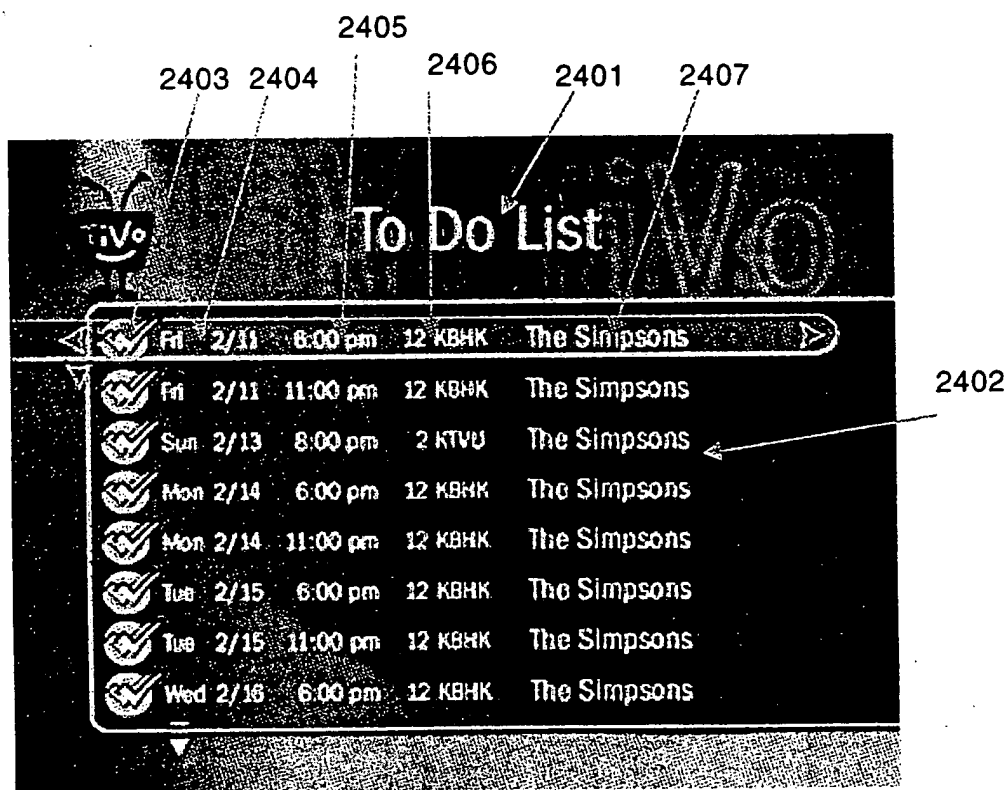 2405
2403 2404 2406 2401 2407
TiVo
To Do List
TiVo
Fri 2/11 6:00 pm 12 KBHK The Simpsons
Fri 2/11 11:00 pm 12 KBHK The Simpsons
2402
Sun 2/13 8:00 pm 2 KTVU The Simpsons
Mon 2/14 6:00 pm 12 KBHK The Simpsons
Mon 2/14 11:00 pm 12 KBHK The Simpsons
Tue 2/15 6:00 pm 12 KBHK The Simpsons
Tue 2/15 11:00 pm 12 KBHK The Simpsons
Wed 2/16 6:00 pm 12 KBHK The Simpsons